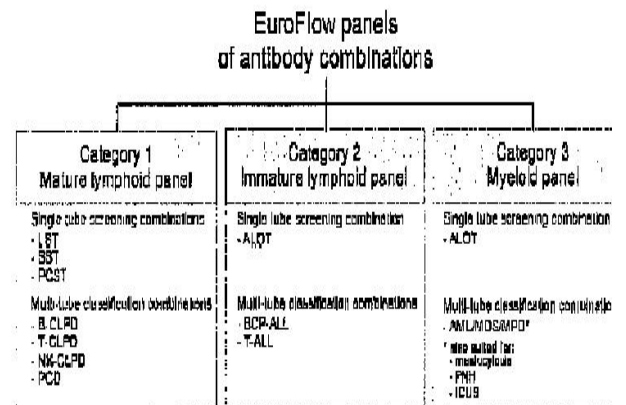 EuroFlow panels
of antibody combinations
Category 1
Mature lymphoid panel
Single tube screening combinations
- LST
- SST
- PCST
Multi-tube classification combinations
- B-CLPD
- T-CLPD
- NK-CLPD
- PCD
Category 2
Immature lymphoid panel
Single tube screening combination
- ALOT
Multi-tube classification combinations
- BCP-ALL
- T-ALL
Category 3
Myeloid panel
Single tube screening combination
- ALOT
Multi-tube classification combinatio
- AML/MDS/MPD*
* also suited for:
- PNH
- ICUS